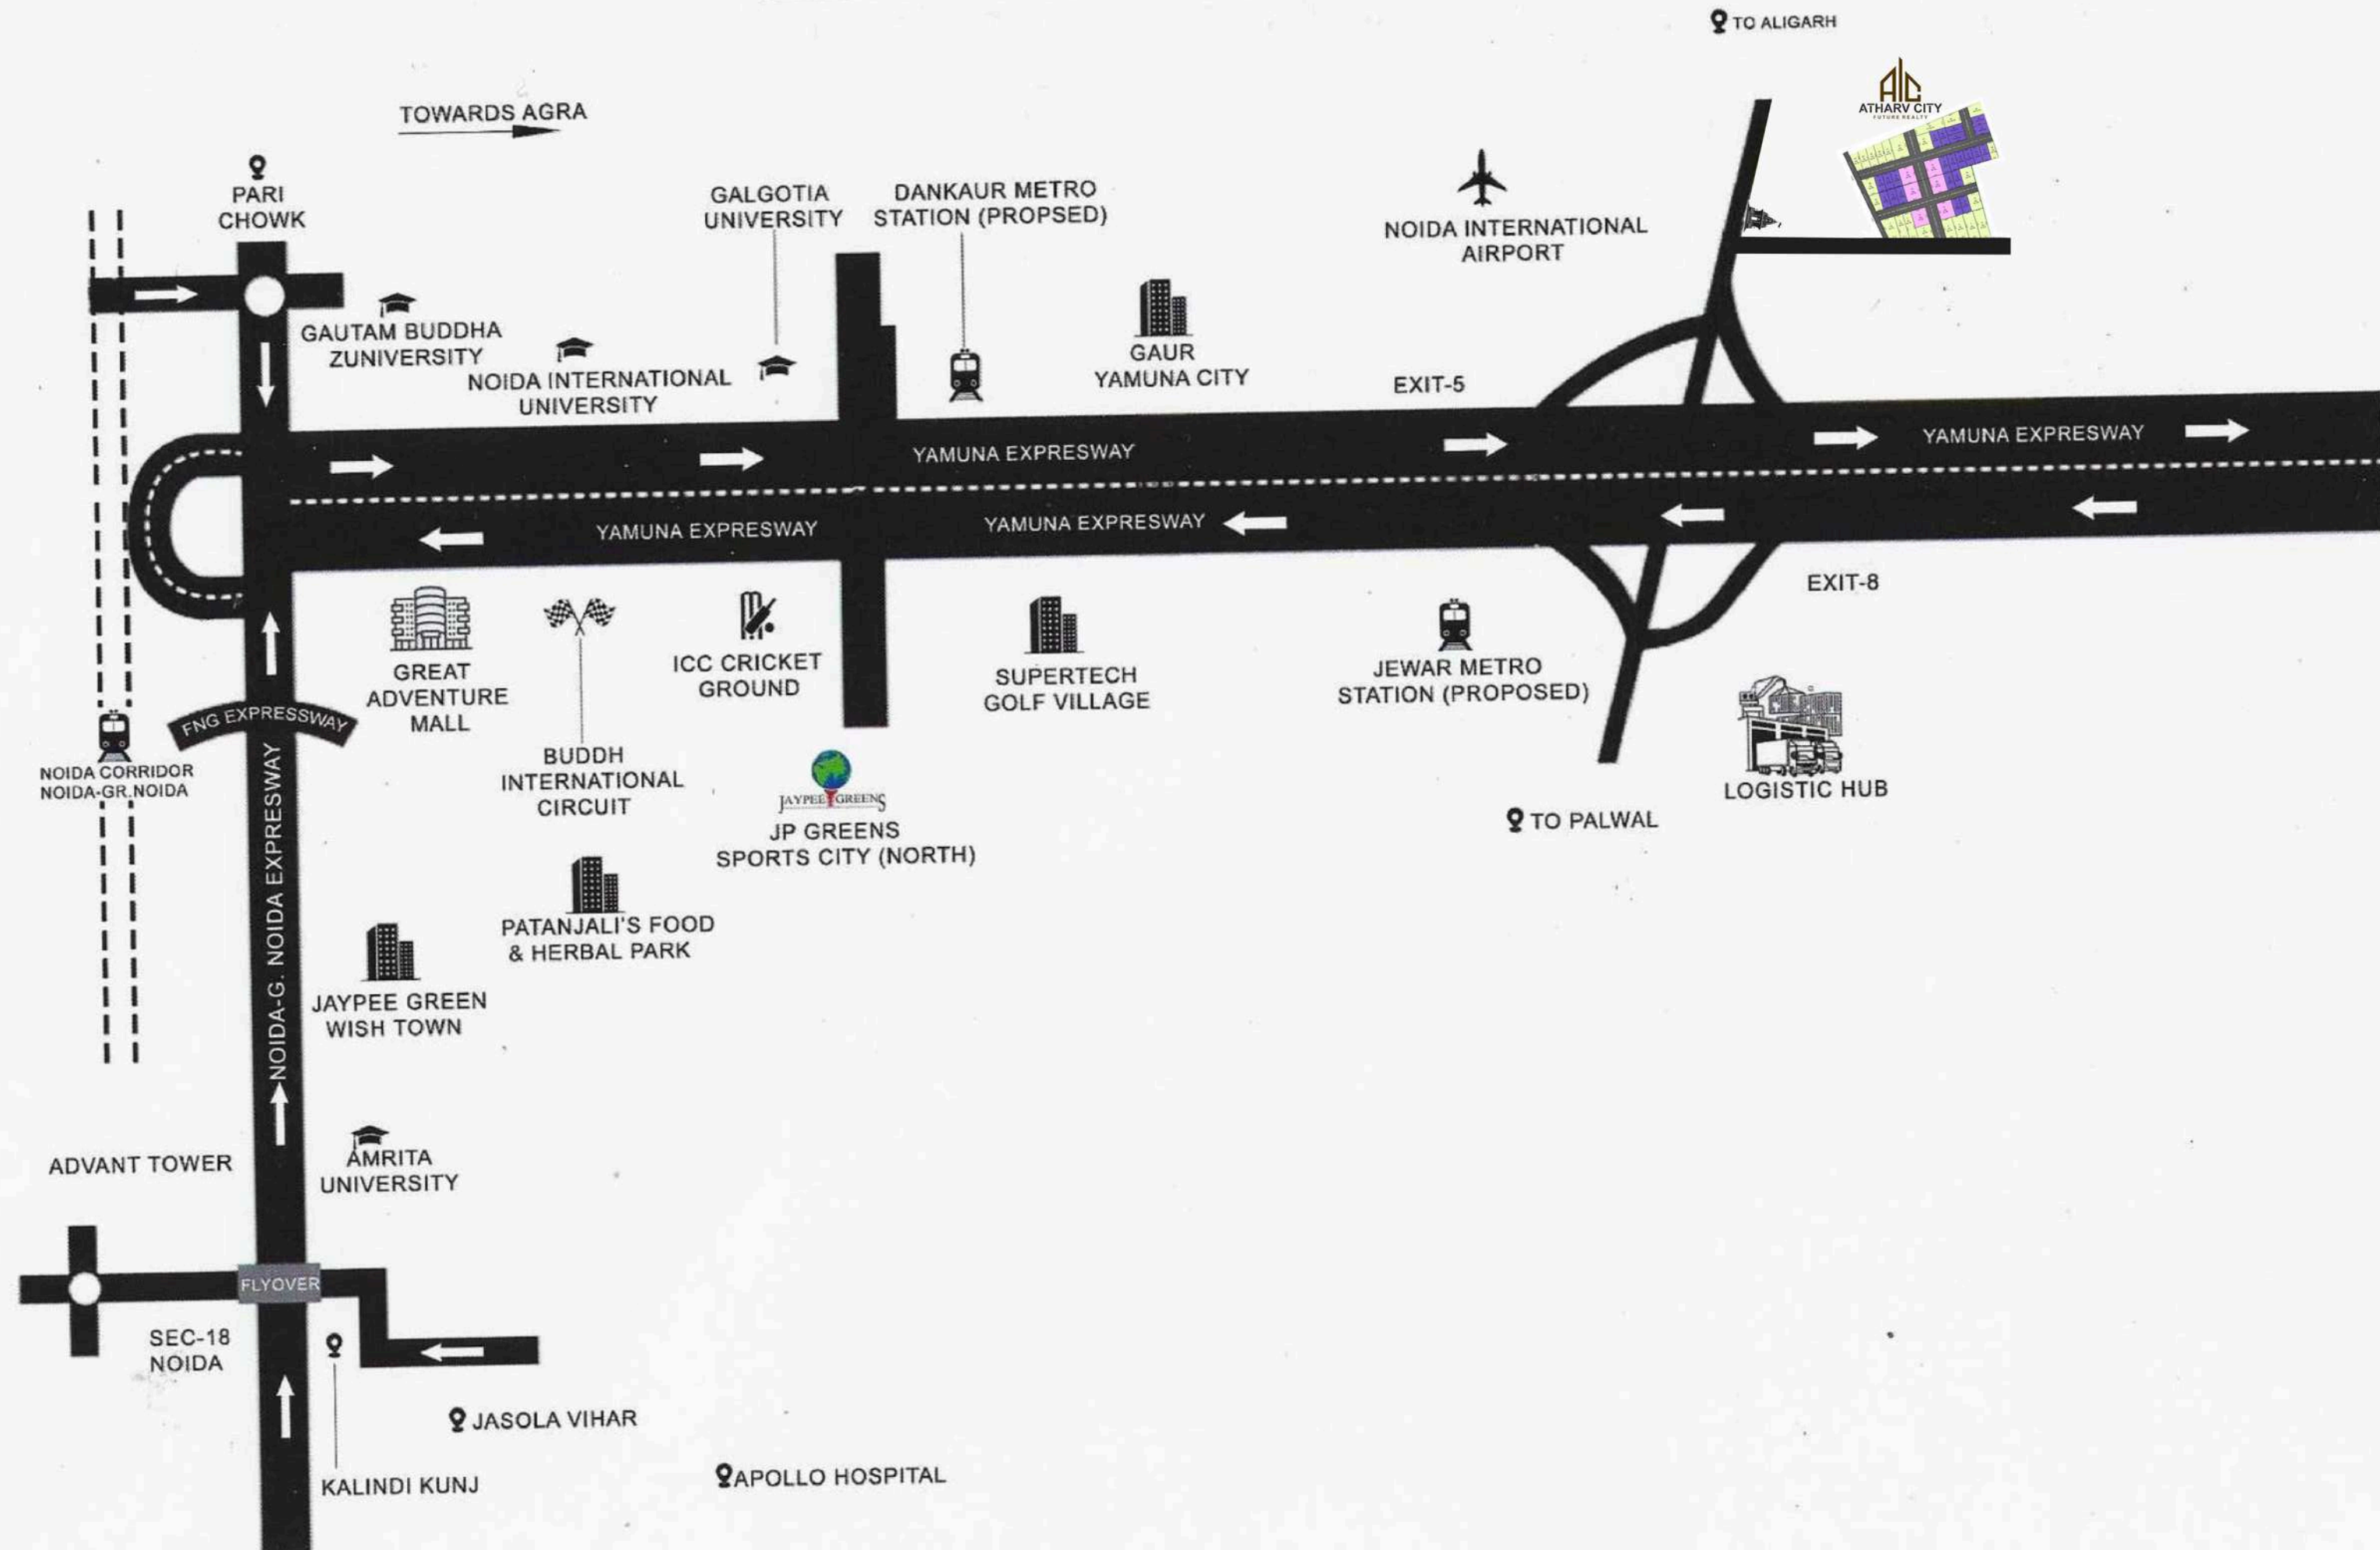 TO ALIGARH
ATHARV CITY
FUTURE REALTY
TOWARDS AGRA
PARI
CHOWK
GALGOTIA
UNIVERSITY
DANKAUR METRO
STATION (PROPSED)
NOIDA INTERNATIONAL
AIRPORT
GAUTAM BUDDHA
ZUNIVERSITY
NOIDA INTERNATIONAL
UNIVERSITY
GAUR
YAMUNA CITY
EXIT-5
YAMUNA EXPRESWAY
YAMUNA EXPRESWAY
YAMUNA EXPRESWAY
YAMUNA EXPRESWAY
EXIT-8
GREAT
ADVENTURE
MALL
BUDDH
INTERNATIONAL
CIRCUIT
ICC CRICKET
GROUND
SUPERTECH
GOLF VILLAGE
JEWAR METRO
STATION (PROPOSED)
LOGISTIC HUB
TO PALWAL
FNG EXPRESSWAY
NOIDA CORRIDOR
NOIDA-GR.NOIDA
NOIDA-G. NOIDA EXPRESWAY
JAYPEE GREENS
JP GREENS
SPORTS CITY (NORTH)
PATANJALI'S FOOD
& HERBAL PARK
JAYPEE GREEN
WISH TOWN
ADVANT TOWER
AMRITA
UNIVERSITY
FLYOVER
SEC-18
NOIDA
JASOLA VIHAR
KALINDI KUNJ
APOLLO HOSPITAL